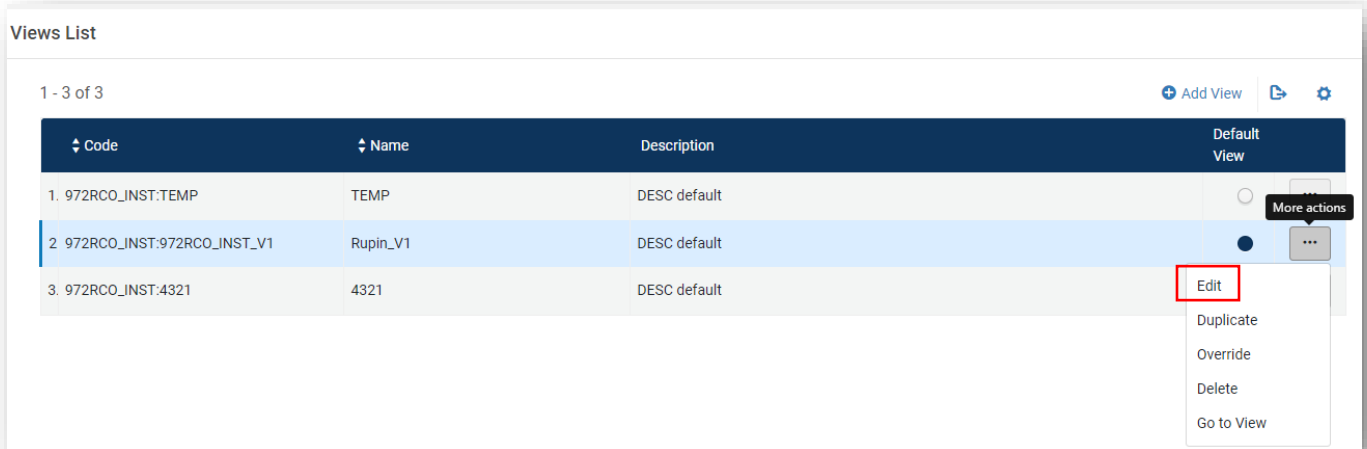 Views List
1 - 3 of 3
Add View
Code Name Description Default View
1. 972RCO_INST:TEMP TEMP DESC default
More actions
2 972RCO_INST:972RCO_INST_V1 Rupin_V1 DESC default ...
3. 972RCO_INST:4321 4321 DESC default
Edit
Duplicate
Override
Delete
Go to View